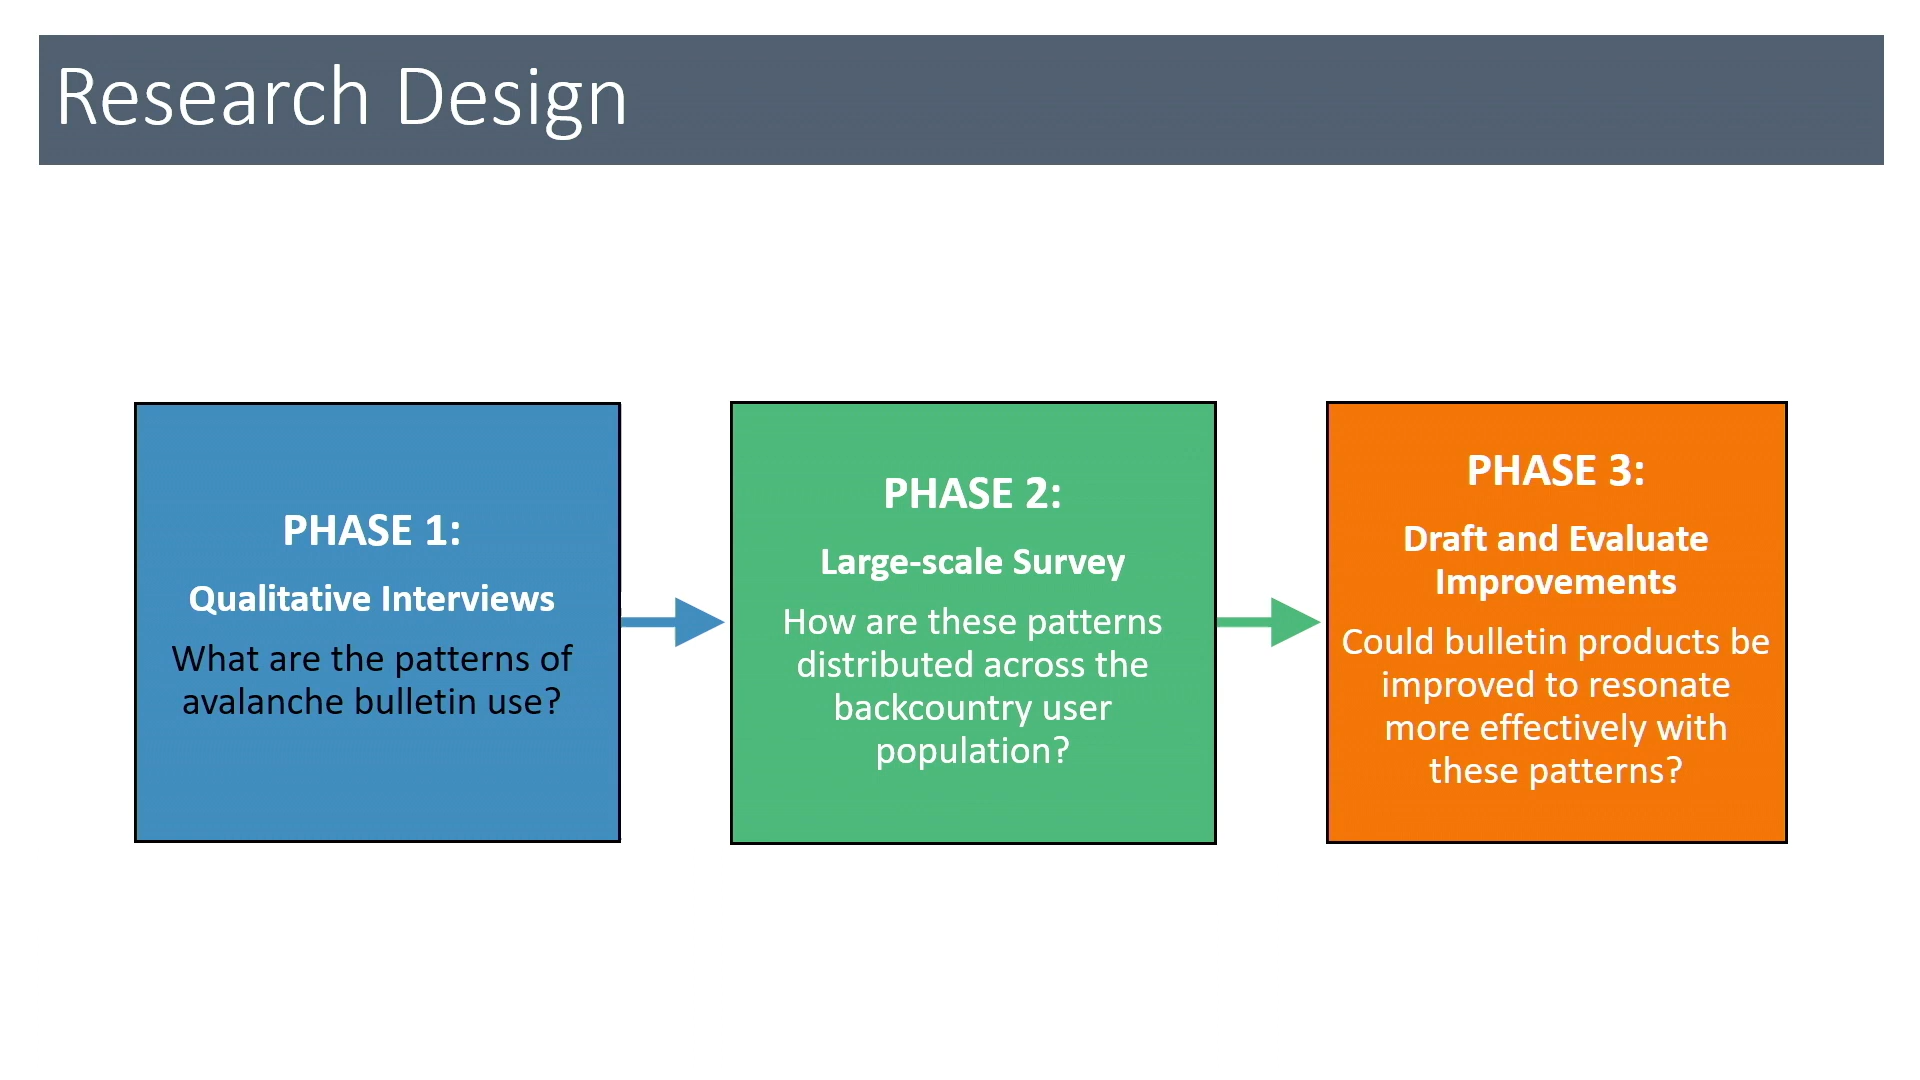 Research Design
PHASE 1:
Qualitative Interviews
What are the patterns of
avalanche bulletin use?
PHASE 2:
Large-scale Survey
How are these patterns
distributed across the
backcountry user
population?
PHASE 3:
Draft and Evaluate
Improvements
Could bulletin products be
improved to resonate
more effectively with
these patterns?